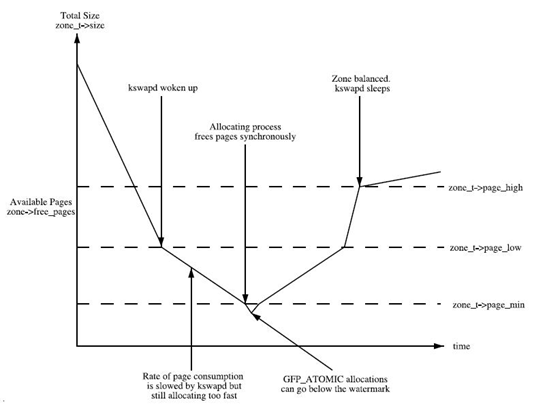 Total Size
zone_t->size
kswapd woken up
Zone balanced.
kswapd sleeps
Allocating process
frees pages synchronously
zone_t->page_high
Available Pages
zone->free_pages
zone_t->page_low
zone_t->page_min
time
Rate of page consumption
is slowed by kswapd but
still allocating too fast
GFP_ATOMIC allocations
can go below the watermark